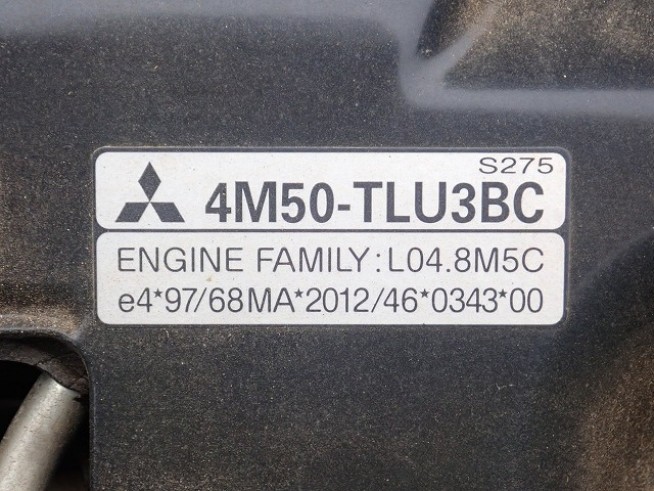 S275
4M50-TLU3BC
ENGINE FAMILY:L04.8M5C
e4*97/68MA*2012/46*0343*00